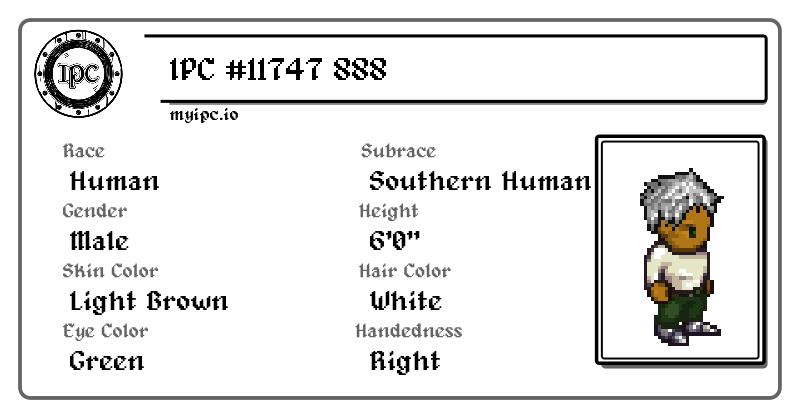 IPC
IPC #11747 888
myipc.io
Race
Subrace
Human
Southern Human
Gender
Height
Male
6'0"
Skin Color
Hair Color
Light Brown
White
Eye Color
Handedness
Green
Right